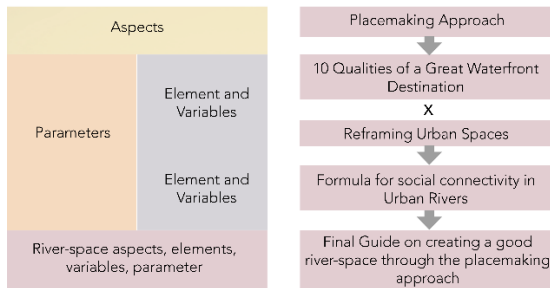 Aspects
Parameters
Element and
Variables
Element and
Variables
River-space aspects, elements,
variables, parameter
Placemaking Approach
10 Qualities of a Great Waterfront
Destination
X
Reframing Urban Spaces
Formula for social connectivity in
Urban Rivers
Final Guide on creating a good
river-space through the placemaking
approach